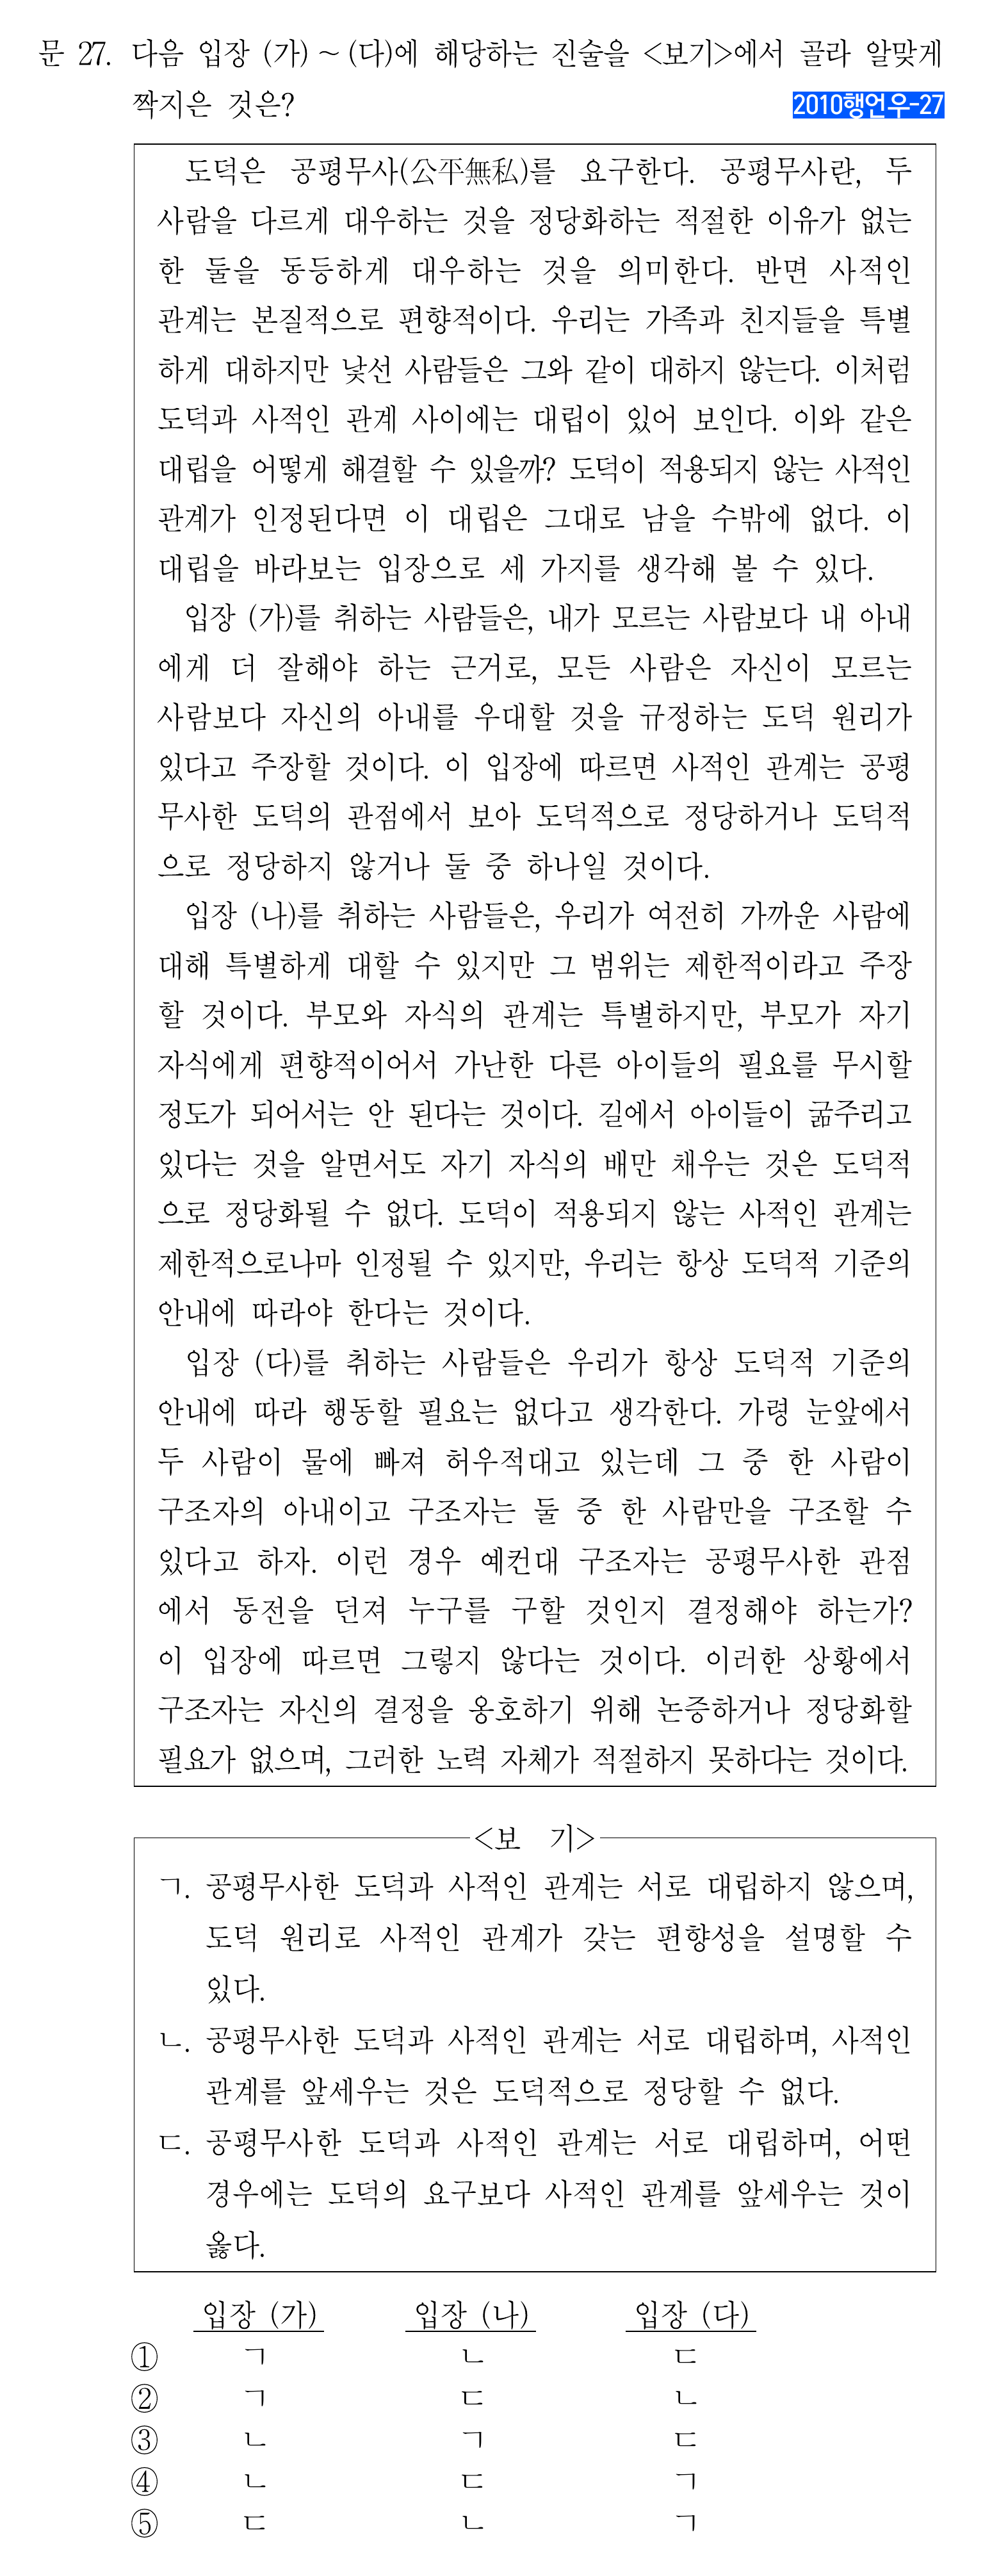 문 27. 다음 입장 (가) ~ (다)에 해당하는 진술을 <보기>에서 골라 알맞게
짝지은 것은?
2010행언우-27
도덕은 공평무사(公平無私)를 요구한다. 공평무사란, 두
사람을 다르게 대우하는 것을 정당화하는 적절한 이유가 없는
한 둘을 동등하게 대우하는 것을 의미한다. 반면 사적인
관계는 본질적으로 편향적이다. 우리는 가족과 친지들을 특별
하게 대하지만 낯선 사람들은 그와 같이 대하지 않는다. 이처럼
도덕과 사적인 관계 사이에는 대립이 있어 보인다. 이와 같은
대립을 어떻게 해결할 수 있을까? 도덕이 적용되지 않는 사적인
관계가 인정된다면 이 대립은 그대로 남을 수밖에 없다. 이
대립을 바라보는 입장으로 세 가지를 생각해 볼 수 있다.
입장 (가)를 취하는 사람들은, 내가 모르는 사람보다 내 아내
에게 더 잘해야 하는 근거로, 모든 사람은 자신이 모르는
사람보다 자신의 아내를 우대할 것을 규정하는 도덕 원리가
있다고 주장할 것이다. 이 입장에 따르면 사적인 관계는 공평
무사한 도덕의 관점에서 보아 도덕적으로 정당하거나 도덕적
으로 정당하지 않거나 둘 중 하나일 것이다.
입장 (나)를 취하는 사람들은, 우리가 여전히 가까운 사람에
대해 특별하게 대할 수 있지만 그 범위는 제한적이라고 주장
할 것이다. 부모와 자식의 관계는 특별하지만, 부모가 자기
자식에게 편향적이어서 가난한 다른 아이들의 필요를 무시할
정도가 되어서는 안 된다는 것이다. 길에서 아이들이 굶주리고
있다는 것을 알면서도 자기 자식의 배만 채우는 것은 도덕적
으로 정당화될 수 없다. 도덕이 적용되지 않는 사적인 관계는
제한적으로나마 인정될 수 있지만, 우리는 항상 도덕적 기준의
안내에 따라야 한다는 것이다.
입장 (다)를 취하는 사람들은 우리가 항상 도덕적 기준의
안내에 따라 행동할 필요는 없다고 생각한다. 가령 눈앞에서
두 사람이 물에 빠져 허우적대고 있는데 그 중 한 사람이
구조자의 아내이고 구조자는 둘 중 한 사람만을 구조할 수
있다고 하자. 이런 경우 예컨대 구조자는 공평무사한 관점
에서 동전을 던져 누구를 구할 것인지 결정해야 하는가?
이 입장에 따르면 그렇지 않다는 것이다. 이러한 상황에서
구조자는 자신의 결정을 옹호하기 위해 논증하거나 정당화할
필요가 없으며, 그러한 노력 자체가 적절하지 못하다는 것이다.
<보 기>
ㄱ. 공평무사한 도덕과 사적인 관계는 서로 대립하지 않으며,
도덕 원리로 사적인 관계가 갖는 편향성을 설명할 수
있다.
ㄴ. 공평무사한 도덕과 사적인 관계는 서로 대립하며, 사적인
관계를 앞세우는 것은 도덕적으로 정당할 수 없다.
ㄷ. 공평무사한 도덕과 사적인 관계는 서로 대립하며, 어떤
경우에는 도덕의 요구보다 사적인 관계를 앞세우는 것이
옳다.
입장 (가) 입장 (나) 입장 (다)
① ㄱ ㄴ ㄷ
② ㄱ ㄷ ㄴ
③ ㄴ ㄱ ㄷ
④ ㄴ ㄷ ㄱ
⑤ ㄷ ㄴ ㄱ